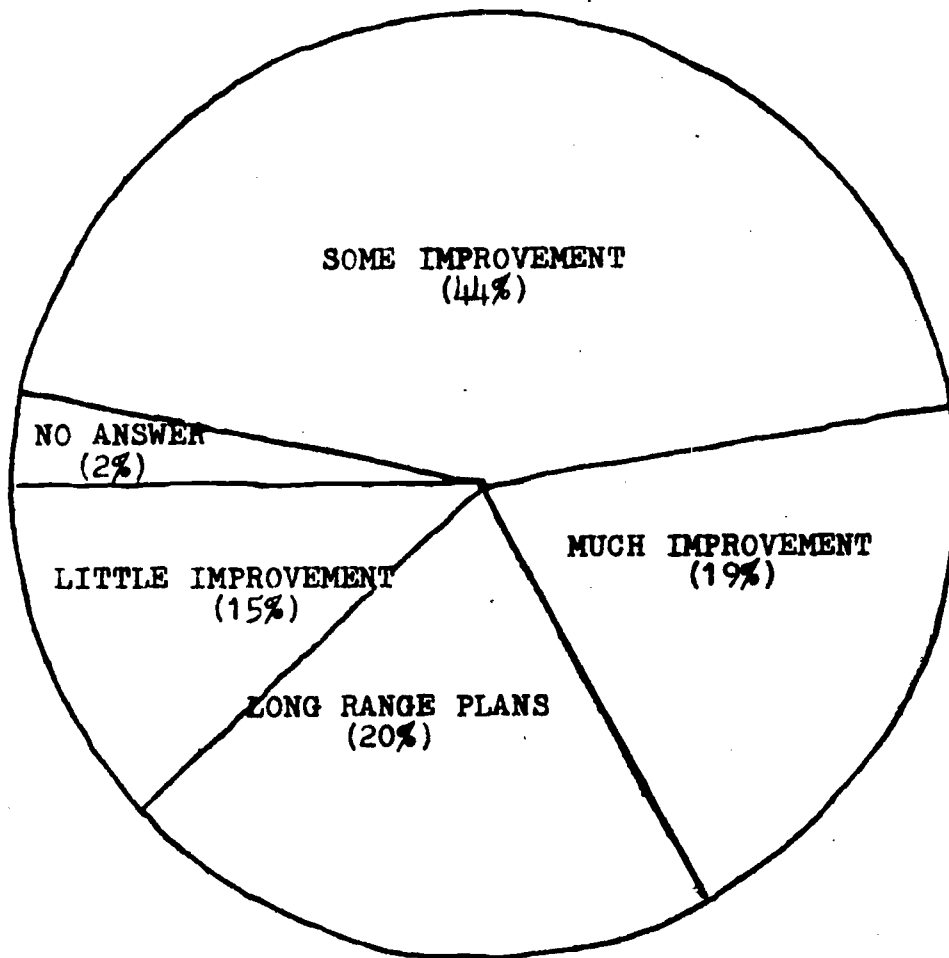 SOME IMPROVEMENT
(44%)
NO ANSWER
(2%)
MUCH IMPROVEMENT
(19%)
LITTLE IMPROVEMENT
(15%)
LONG RANGE PLANS
(20%)